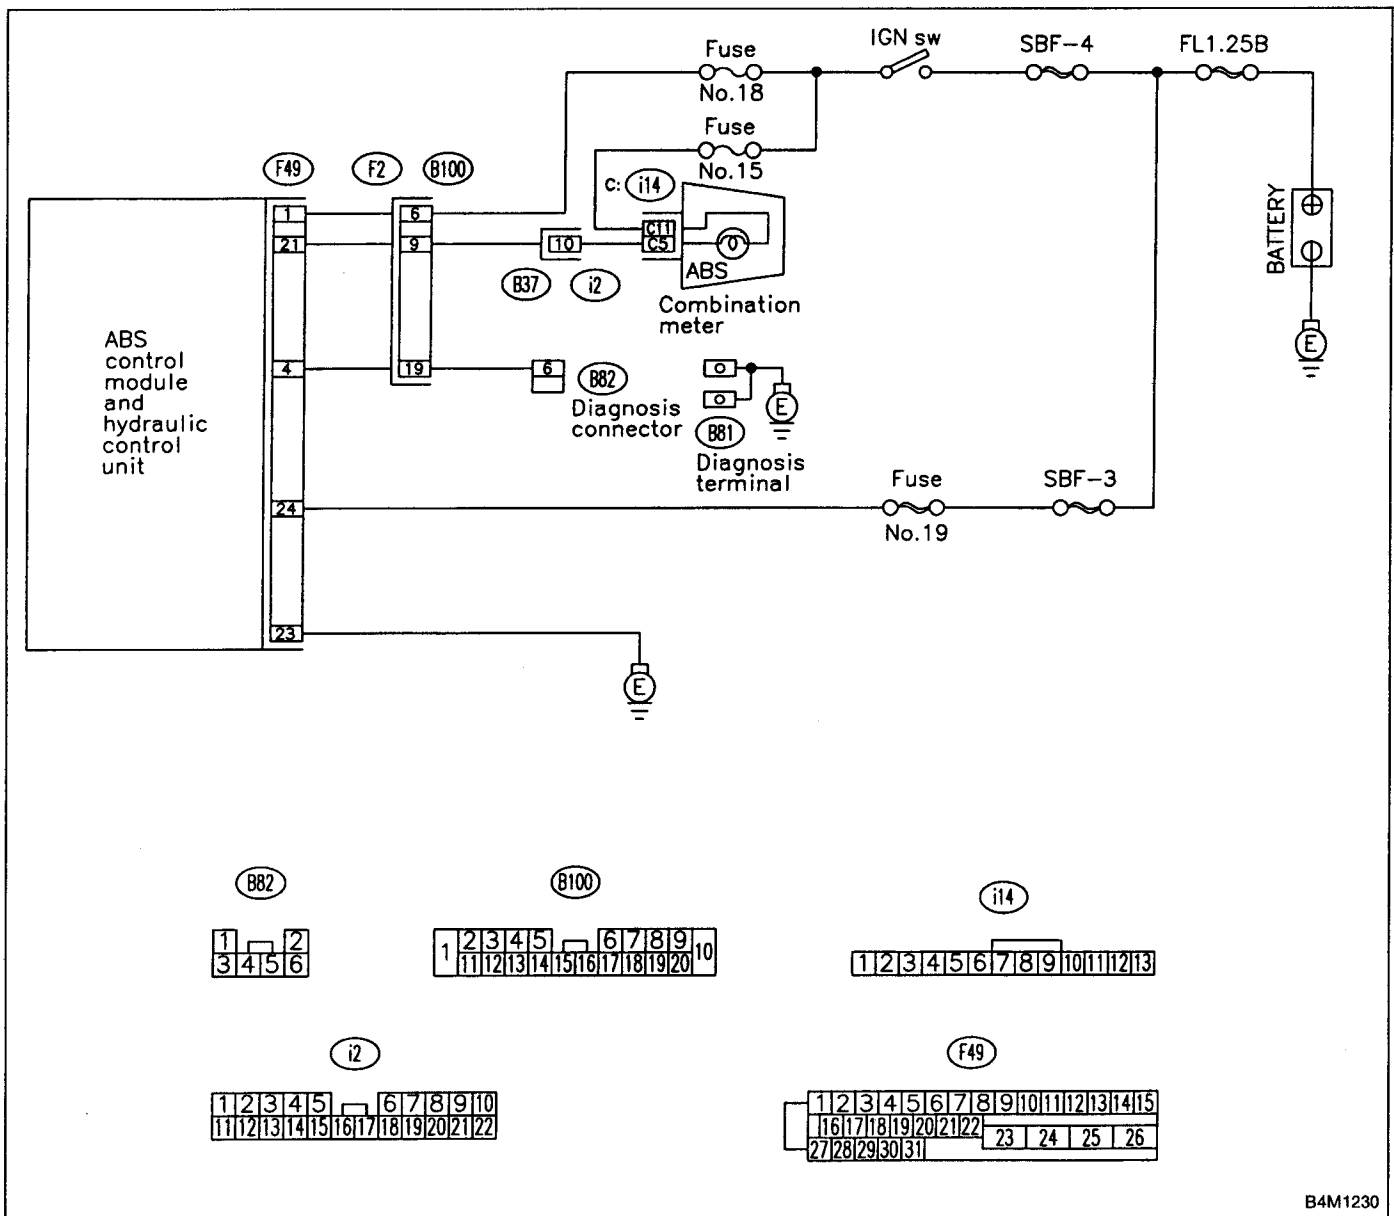 Fuse
IGN sw
SBF-4
FL1.25B
No.18
Fuse
No.15
F49
F2
B100
c: i14
1
6
C11
21
9
10
C5
ABS
B37
i2
Combination
meter
BATTERY
E
ABS
control
module
and
hydraulic
control
unit
4
19
6
B82
Diagnosis
connector
E
B81
Diagnosis
terminal
24
Fuse
SBF-3
No.19
23
E
B82
1 2
3 4 5 6
B100
1 2 3 4 5 6 7 8 9 10
11 12 13 14 15 16 17 18 19 20
i14
1 2 3 4 5 6 7 8 9 10 11 12 13
i2
1 2 3 4 5 6 7 8 9 10
11 12 13 14 15 16 17 18 19 20 21 22
F49
1 2 3 4 5 6 7 8 9 10 11 12 13 14 15
16 17 18 19 20 21 22 23 24 25 26
27 28 29 30 31
B4M1230